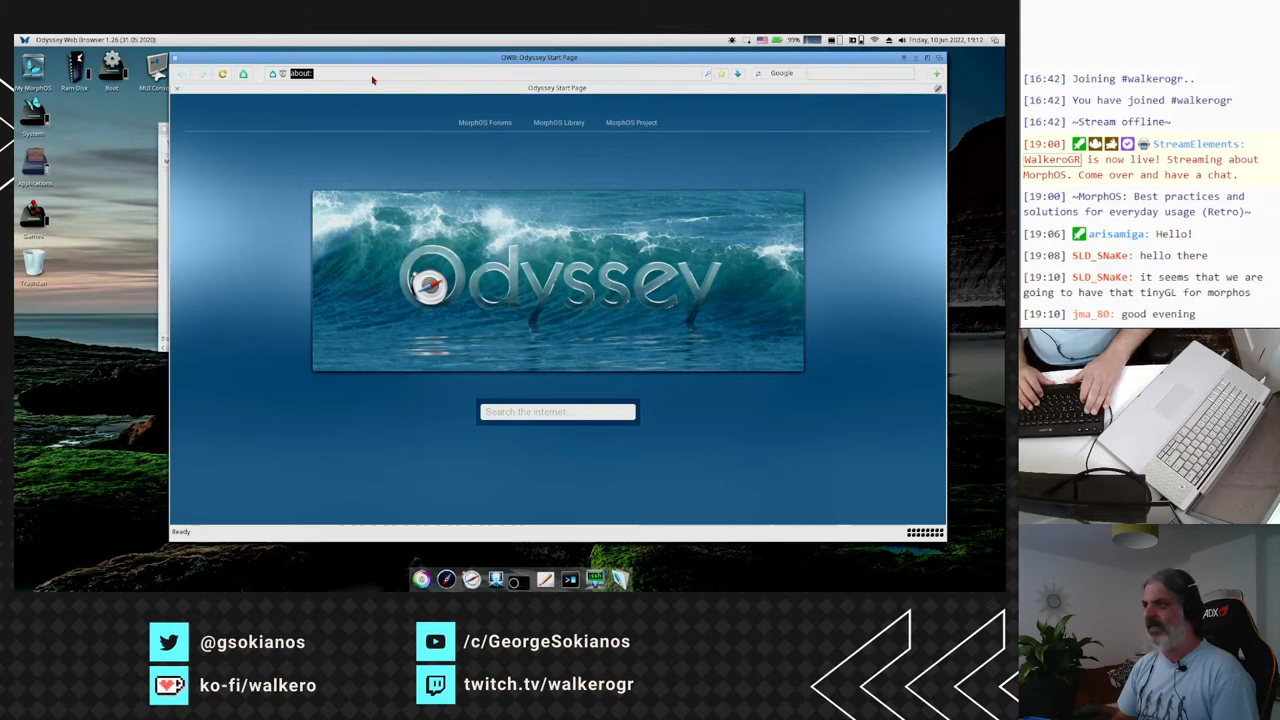 Odyssey Web Browser 1.26 (31.05.2020)
99%
Friday, 10 Jun 2022, 19:12
OWB: Odyssey Start Page
about:
Google
Odyssey Start Page
My MorphOS
Ram Disk
Boot
System
Applications
Games
Trashcan
MorphOS Forums
MorphOS Library
MorphOS Project
Odyssey
Search the internet...
Ready
ssh
[16:42] Joining #walkerogr..
[16:42] You have joined #walkerogr
[16:42] ~Stream offline~
[19:00] StreamElements:
WalkeroGR is now live! Streaming about
MorphOS. Come over and have a chat.
[19:00] ~MorphOS: Best practices and
solutions for everyday usage (Retro)~
[19:06] arisamiga: Hello!
[19:08] SLD_SNaKe: hello there
[19:10] SLD_SNaKe: it seems that we are
going to have that tinyGL for morphos
[19:10] jma_80: good evening
ADX
@gsokianos
/c/GeorgeSokianos
ko-fi/walkero
twitch.tv/walkerogr